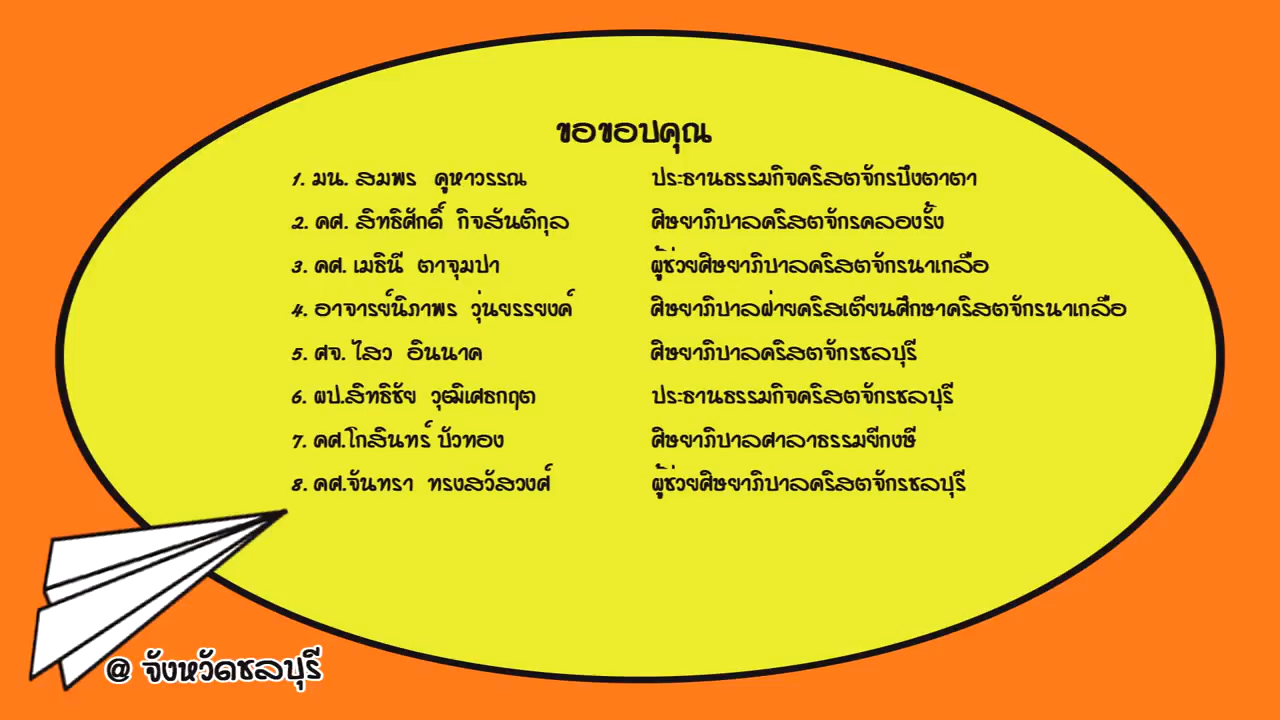 ขอขอบคุณ
1. มน. สมพร คูหาวรรณ ประธานธรรมกิจคริสตจักรบึงตาตา
2. คศ. สิทธิศักดิ์ กิจสันติกุล ศิษยาภิบาลคริสตจักรคลองรั้ง
3. คศ. เมธินี ตาจุมปา ผู้ช่วยศิษยาภิบาลคริสตจักรนาเกลือ
4. อาจารย์นิภาพร วุ่นยรรยงค์ ศิษยาภิบาลฝ่ายคริสเตียนศึกษาคริสตจักรนาเกลือ
5. ศจ. ไสว อินนาค ศิษยาภิบาลคริสตจักรชลบุรี
6. ผป.สิทธิชัย วุฒิเศธกฤต ประธานธรรมกิจคริสตจักรชลบุรี
7. คศ.โกสินทร์ บัวทอง ศิษยาภิบาลศาลาธรรมยีกงษี
8. คศ.จันทรา ทรงสวัสวงศ์ ผู้ช่วยศิษยาภิบาลคริสตจักรชลบุรี
@ จังหวัดชลบุรี